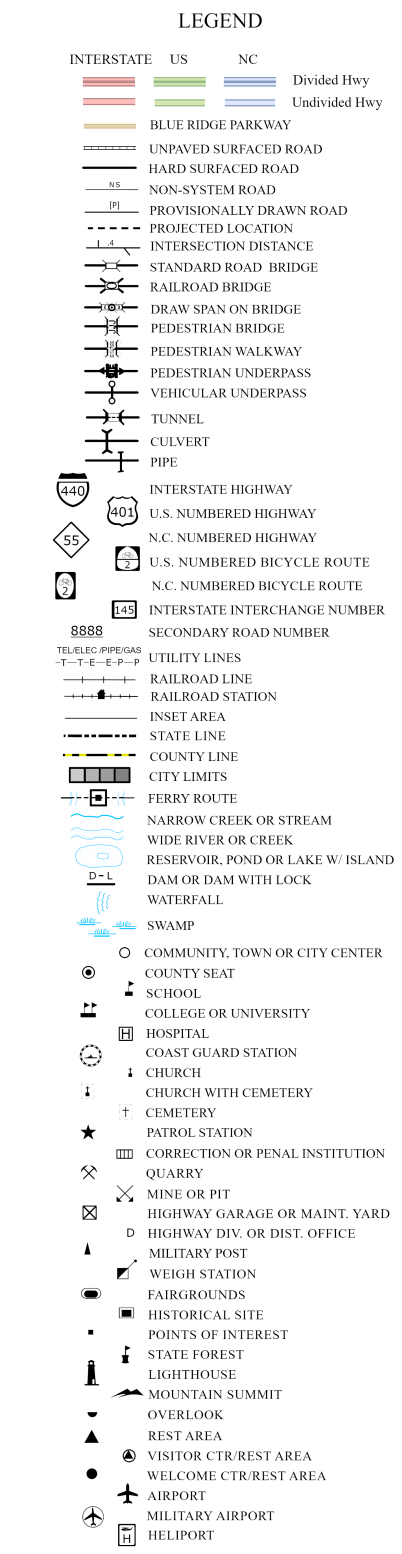 LEGEND
INTERSTATE US NC
Divided Hwy
Undivided Hwy
BLUE RIDGE PARKWAY
UNPAVED SURFACED ROAD
HARD SURFACED ROAD
NS NON-SYSTEM ROAD
[P] PROVISIONALLY DRAWN ROAD
PROJECTED LOCATION
.4 INTERSECTION DISTANCE
STANDARD ROAD BRIDGE
RAILROAD BRIDGE
DRAW SPAN ON BRIDGE
PEDESTRIAN BRIDGE
PEDESTRIAN WALKWAY
PEDESTRIAN UNDERPASS
VEHICULAR UNDERPASS
TUNNEL
CULVERT
PIPE
440 INTERSTATE HIGHWAY
401 U.S. NUMBERED HIGHWAY
55 N.C. NUMBERED HIGHWAY
2 U.S. NUMBERED BICYCLE ROUTE
2 N.C. NUMBERED BICYCLE ROUTE
145 INTERSTATE INTERCHANGE NUMBER
8888 SECONDARY ROAD NUMBER
TEL/ELEC /PIPE/GAS
–T––T–E––E–P––P UTILITY LINES
RAILROAD LINE
RAILROAD STATION
INSET AREA
STATE LINE
COUNTY LINE
CITY LIMITS
FERRY ROUTE
NARROW CREEK OR STREAM
WIDE RIVER OR CREEK
RESERVOIR, POND OR LAKE W/ ISLAND
D-L DAM OR DAM WITH LOCK
WATERFALL
SWAMP
COMMUNITY, TOWN OR CITY CENTER
COUNTY SEAT
SCHOOL
COLLEGE OR UNIVERSITY
H HOSPITAL
COAST GUARD STATION
CHURCH
CHURCH WITH CEMETERY
CEMETERY
PATROL STATION
CORRECTION OR PENAL INSTITUTION
QUARRY
MINE OR PIT
HIGHWAY GARAGE OR MAINT. YARD
D HIGHWAY DIV. OR DIST. OFFICE
MILITARY POST
WEIGH STATION
FAIRGROUNDS
HISTORICAL SITE
POINTS OF INTEREST
STATE FOREST
LIGHTHOUSE
MOUNTAIN SUMMIT
OVERLOOK
REST AREA
VISITOR CTR/REST AREA
WELCOME CTR/REST AREA
AIRPORT
MILITARY AIRPORT
H HELIPORT